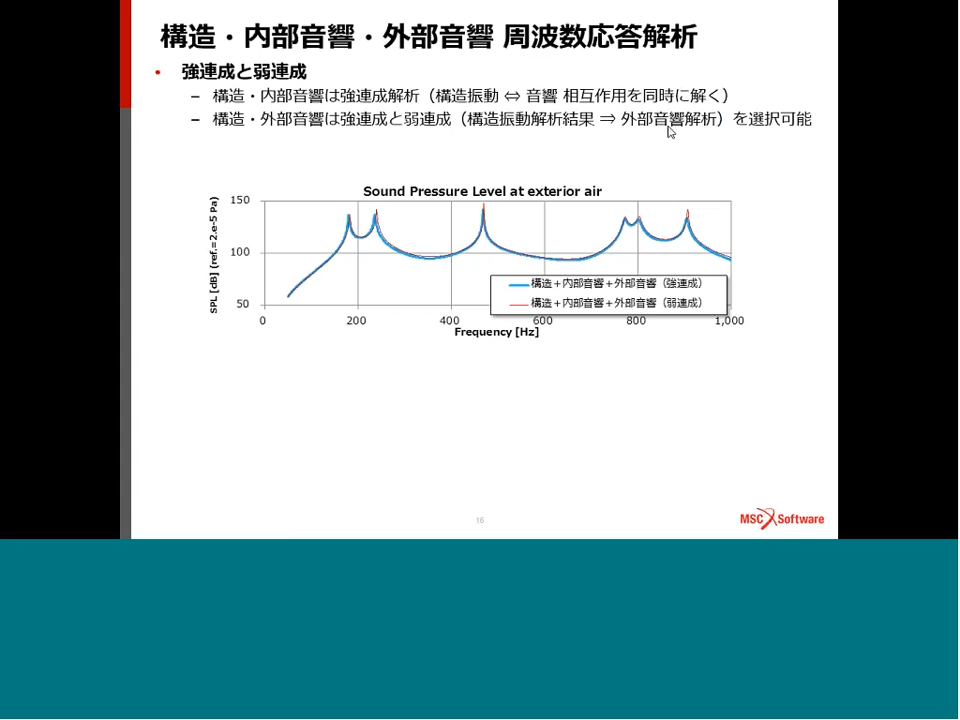 構造・内部音響・外部音響 周波数応答解析
• 強連成と弱連成
– 構造・内部音響は強連成解析（構造振動 ⇔ 音響 相互作用を同時に解く）
– 構造・外部音響は強連成と弱連成（構造振動解析結果 ⇒ 外部音響解析）を選択可能
Sound Pressure Level at exterior air
SPL [dB] (ref.=2.e-5 Pa)
150
100
50
構造＋内部音響＋外部音響（強連成）
構造＋内部音響＋外部音響（弱連成）
0 200 400 600 800 1,000
Frequency [Hz]
16
MSC Software